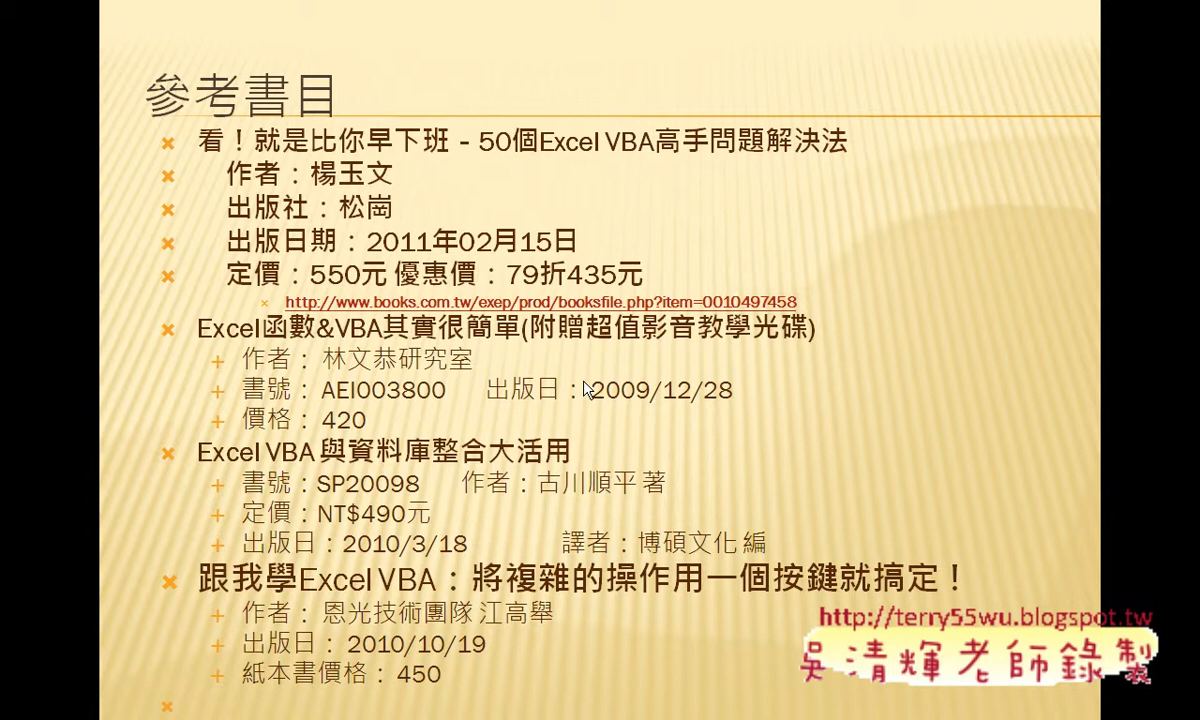 參考書目
看！就是比你早下班－50個Excel VBA高手問題解決法
作者：楊玉文
出版社：松崗
出版日期：2011年02月15日
定價：550元 優惠價：79折435元
http://www.books.com.tw/exep/prod/booksfile.php?item=0010497458
Excel函數&VBA其實很簡單(附贈超值影音教學光碟)
作者： 林文恭研究室
書號： AEI003800 出版日： 2009/12/28
價格： 420
Excel VBA 與資料庫整合大活用
書號：SP20098 作者：古川順平 著
定價：NT$490元
出版日：2010/3/18 譯者：博碩文化 編
跟我學Excel VBA：將複雜的操作用一個按鍵就搞定！
作者： 恩光技術團隊 江高舉
出版日： 2010/10/19
紙本書價格： 450
http://terry55wu.blogspot.tw
吳清輝老師錄製